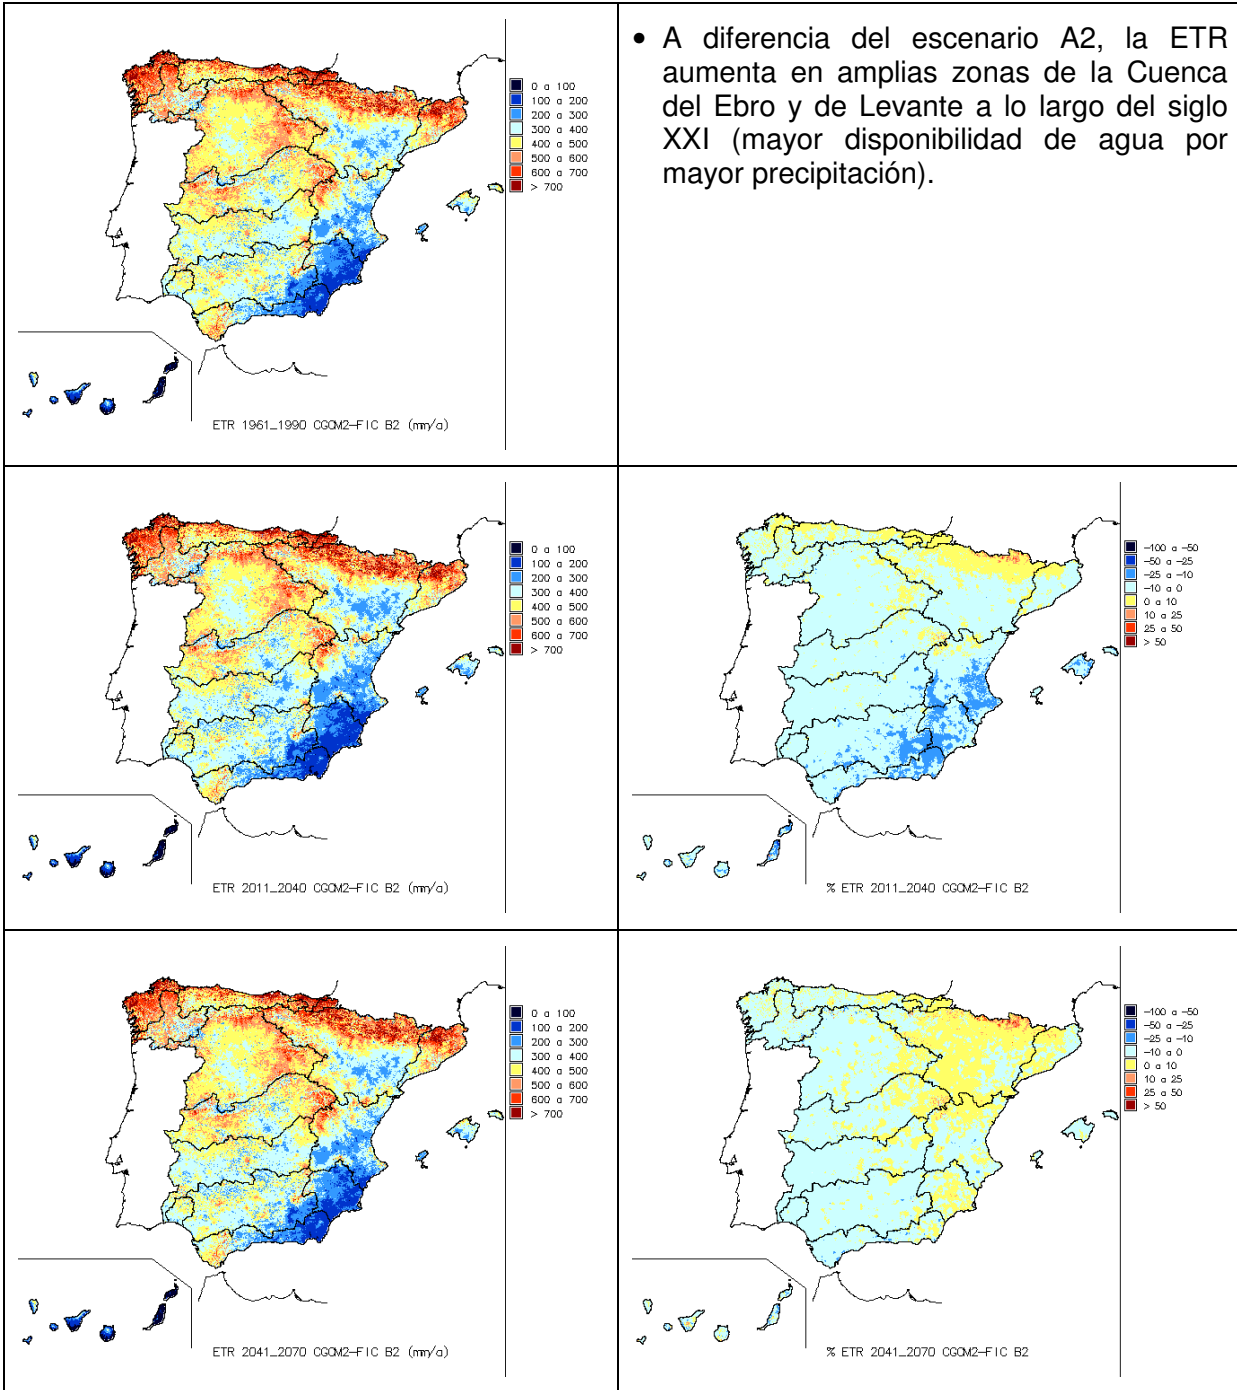 • A diferencia del escenario A2, la ETR
aumenta en amplias zonas de la Cuenca
del Ebro y de Levante a lo largo del siglo
XXI (mayor disponibilidad de agua por
mayor precipitación).
0 a 100
100 a 200
200 a 300
300 a 400
400 a 500
500 a 600
600 a 700
> 700
ETR 1961_1990 CGCM2-FIC B2 (mm/a)
0 a 100
100 a 200
200 a 300
300 a 400
400 a 500
500 a 600
600 a 700
> 700
ETR 2011_2040 CGCM2-FIC B2 (mm/a)
-100 a -50
-50 a -25
-25 a -10
-10 a 0
0 a 10
10 a 25
25 a 50
> 50
% ETR 2011_2040 CGCM2-FIC B2
0 a 100
100 a 200
200 a 300
300 a 400
400 a 500
500 a 600
600 a 700
> 700
ETR 2041_2070 CGCM2-FIC B2 (mm/a)
-100 a -50
-50 a -25
-25 a -10
-10 a 0
0 a 10
10 a 25
25 a 50
> 50
% ETR 2041_2070 CGCM2-FIC B2